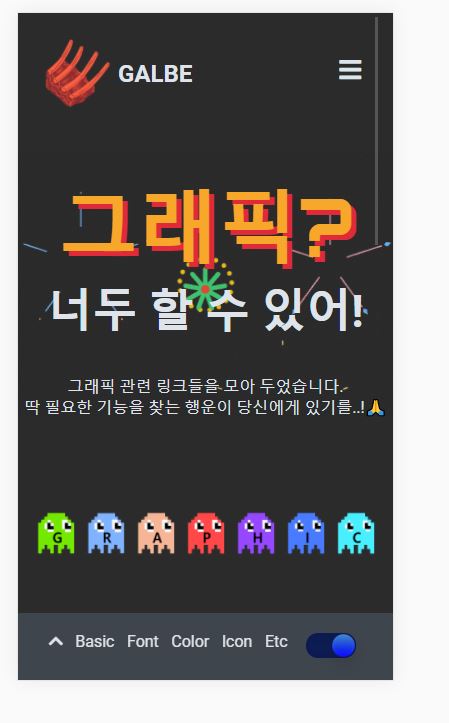 GALBE
그래픽?
너두 할 수 있어!
그래픽 관련 링크들을 모아 두었습니다.
딱 필요한 기능을 찾는 행운이 당신에게 있기를..!🙏
G R A P H I C
Basic Font Color Icon Etc